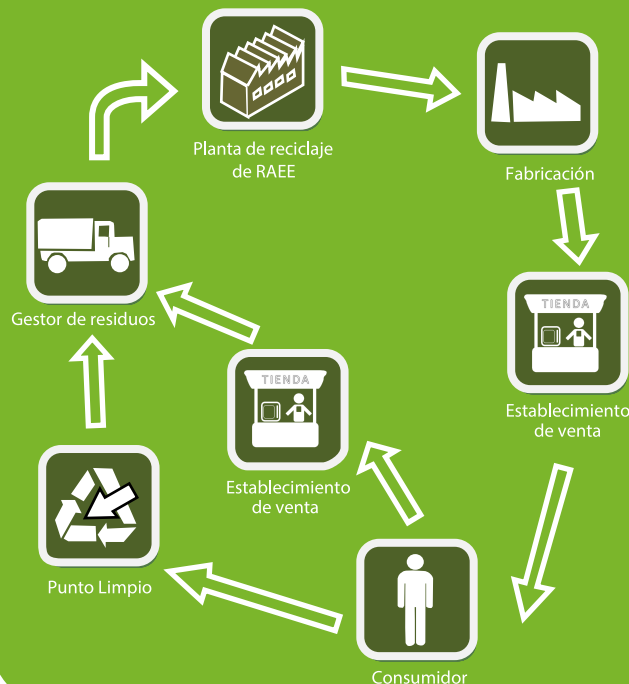 Planta de reciclaje
de RAEE
Fabricación
Gestor de residuos
TIENDA
Establecimiento
de venta
TIENDA
Establecimiento
de venta
Punto Limpio
Consumidor